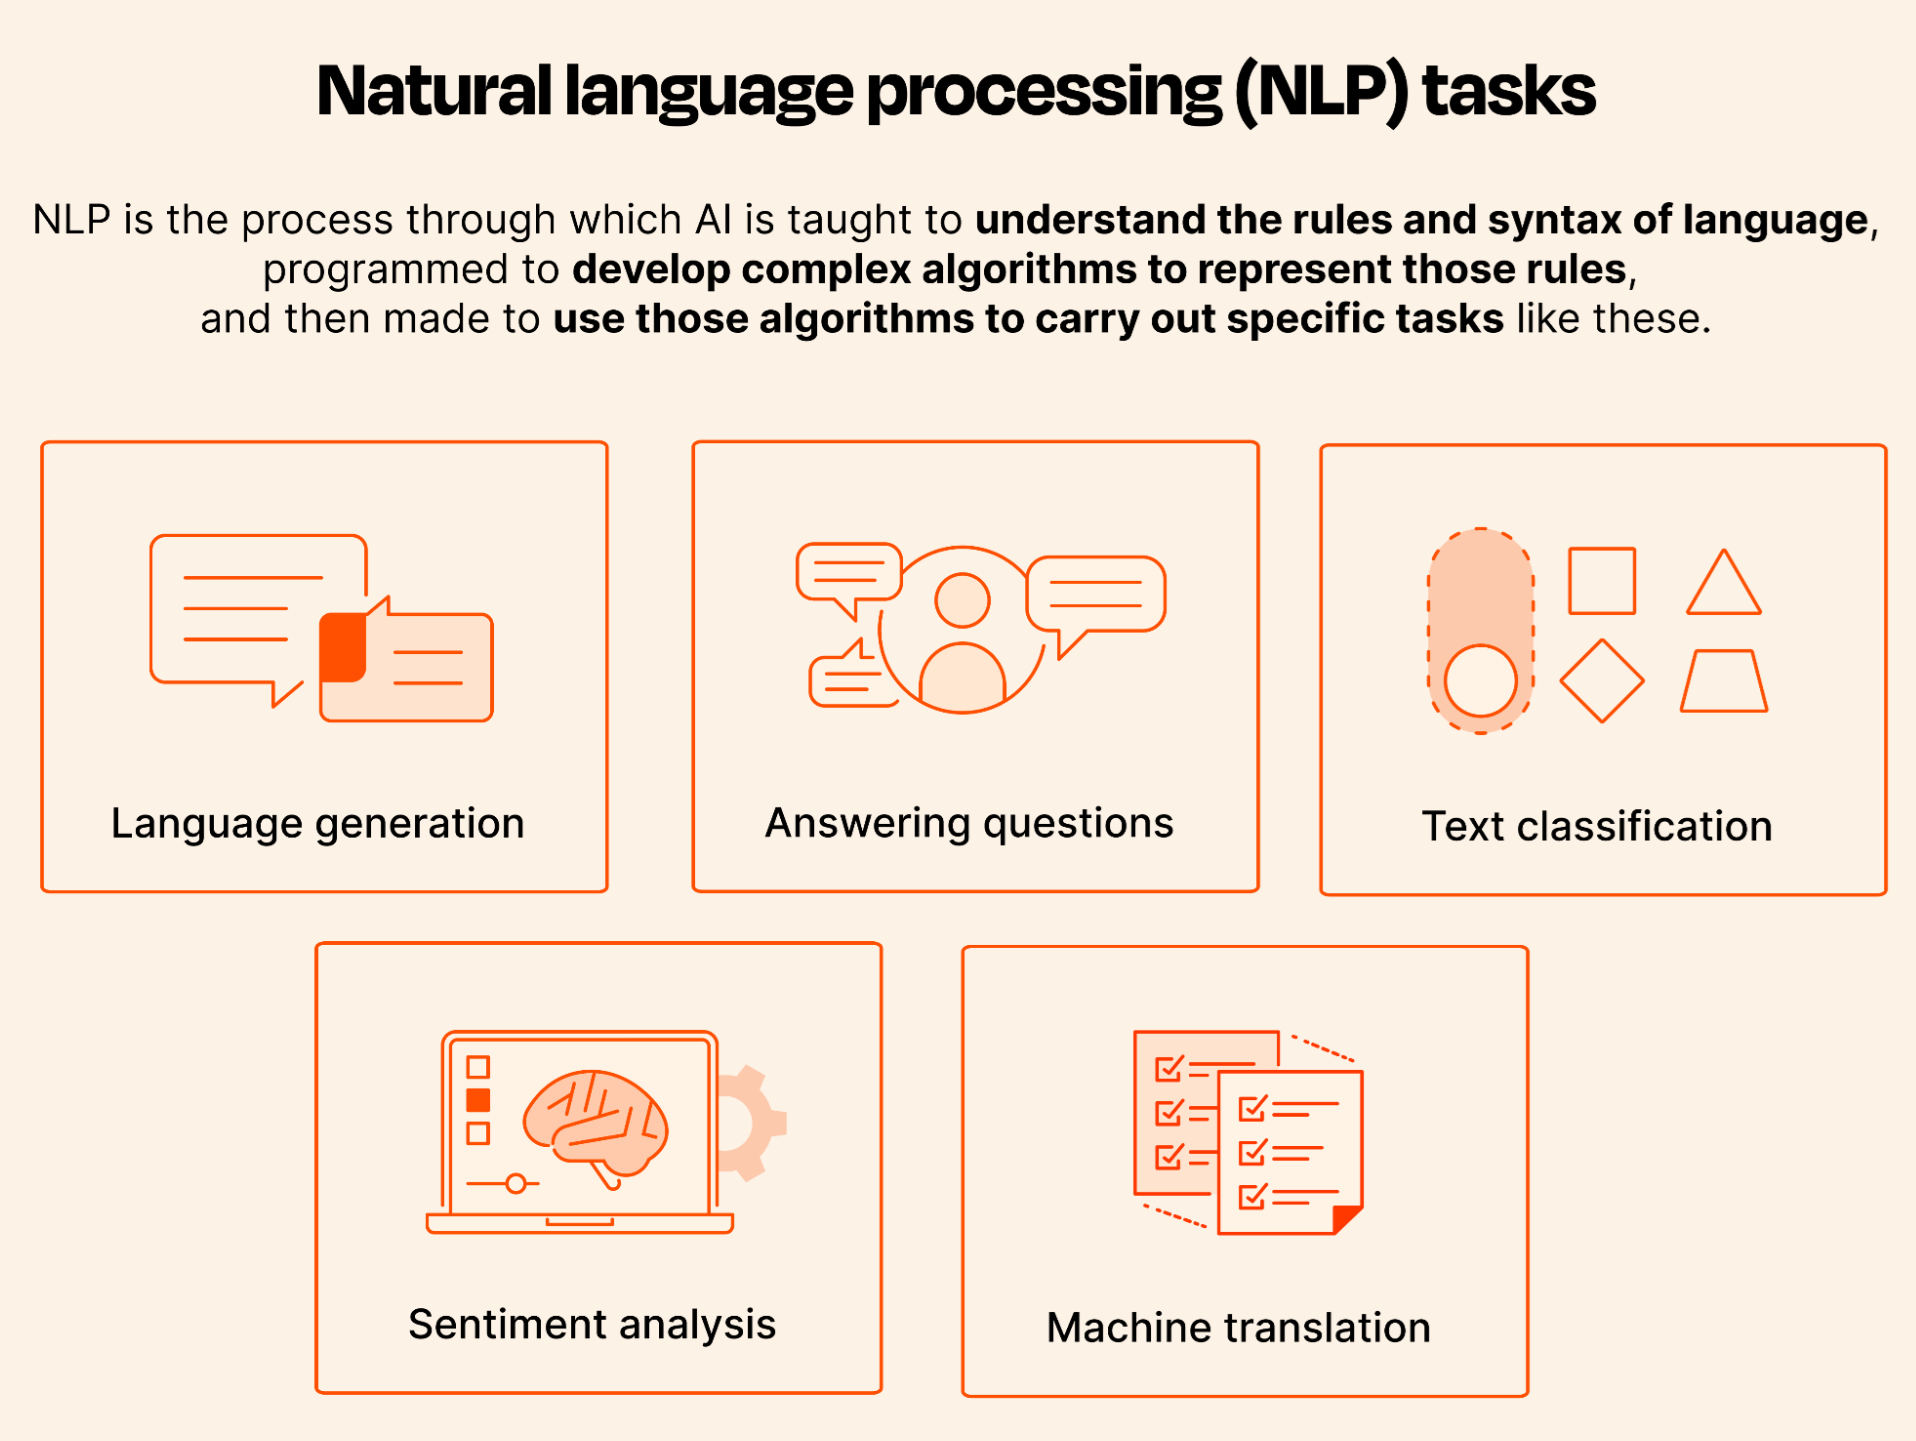 Natural language processing (NLP) tasks
NLP is the process through which AI is taught to understand the rules and syntax of language,
programmed to develop complex algorithms to represent those rules,
and then made to use those algorithms to carry out specific tasks like these.
Language generation
Answering questions
Text classification
Sentiment analysis
Machine translation